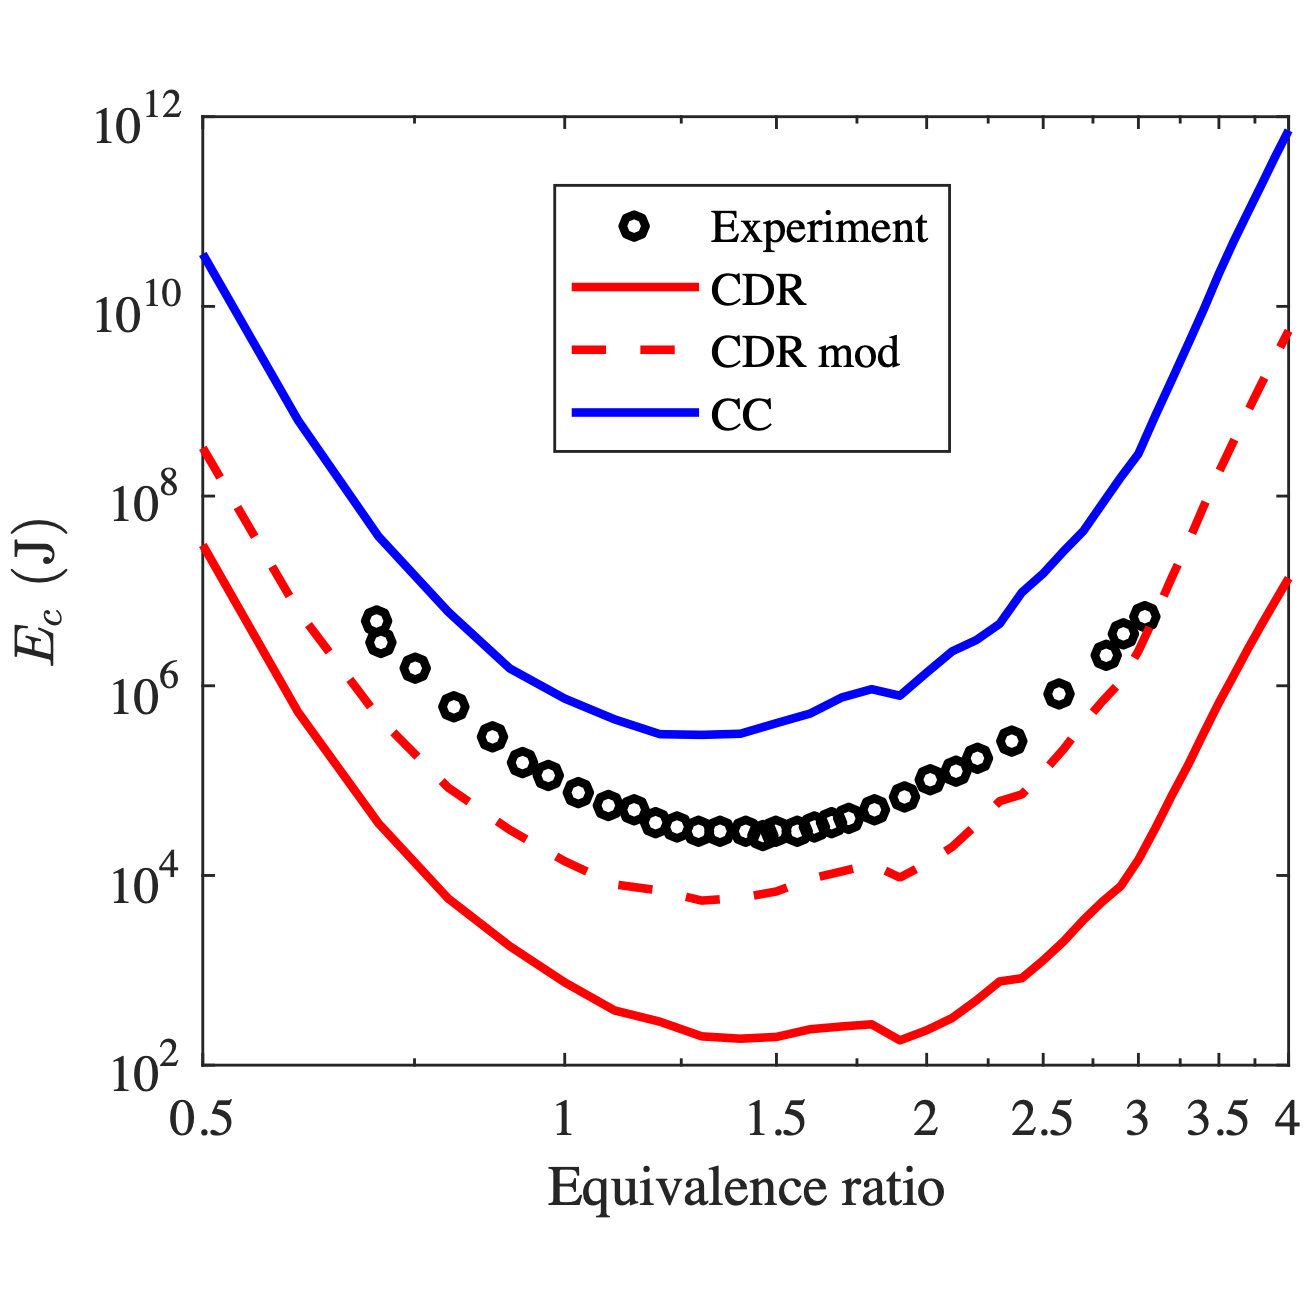 10^12
10^10
10^8
10^6
10^4
10^2
E_c (J)
Experiment
CDR
CDR mod
CC
0.5 1 1.5 2 2.5 3 3.5 4
Equivalence ratio